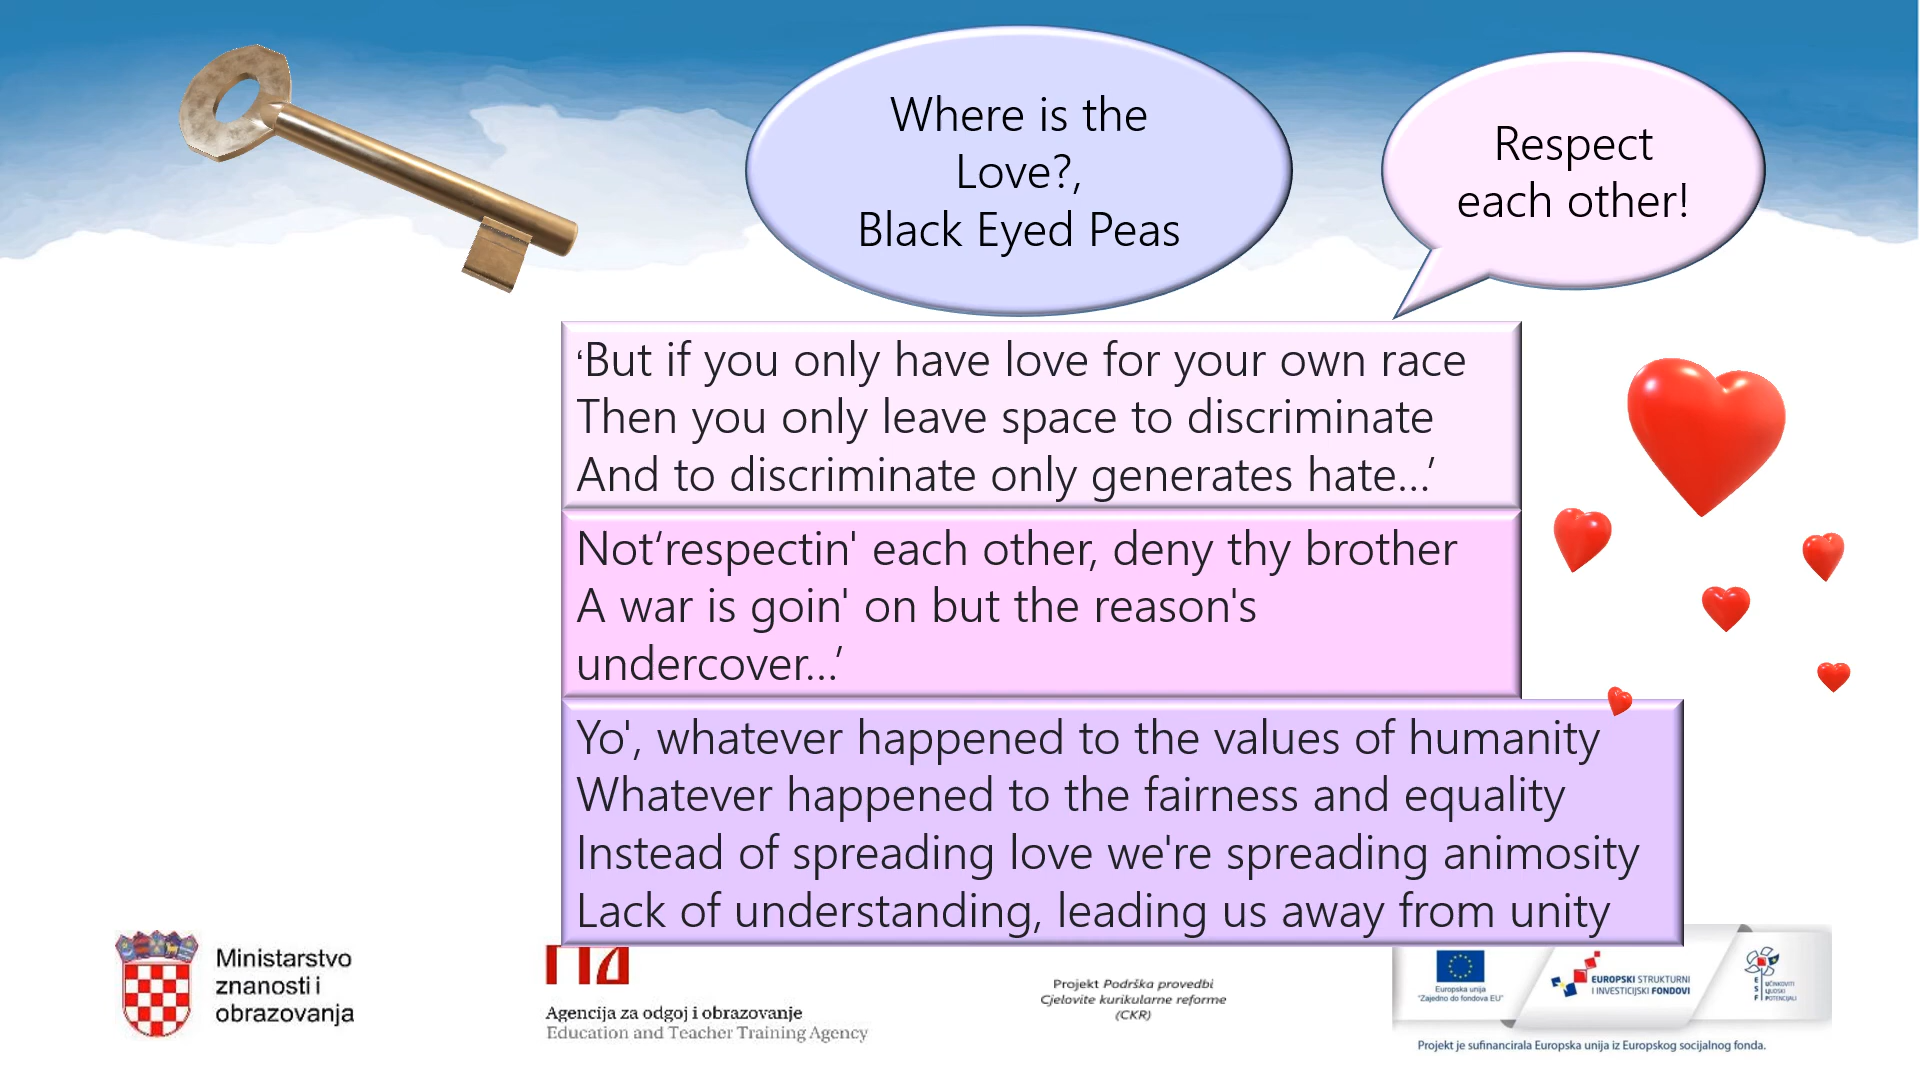 Where is the
Love?,
Black Eyed Peas
Respect
each other!
‘But if you only have love for your own race
Then you only leave space to discriminate
And to discriminate only generates hate...’
Not‘respectin' each other, deny thy brother
A war is goin' on but the reason's
undercover...’
Yo', whatever happened to the values of humanity
Whatever happened to the fairness and equality
Instead of spreading love we're spreading animosity
Lack of understanding, leading us away from unity
Ministarstvo
znanosti i
obrazovanja
Agencija za odgoj i obrazovanje
Education and Teacher Training Agency
Projekt Podrška provedbi
Cjelovite kurikularne reforme
(CKR)
Europska unija
"Zajedno do fondova EU"
EUROPSKI STRUKTURNI
I INVESTICIJSKI FONDOVI
ESF
UČINKOVITI
LJUDSKI
POTENCIJALI
Projekt je sufinancirala Europska unija iz Europskog socijalnog fonda.